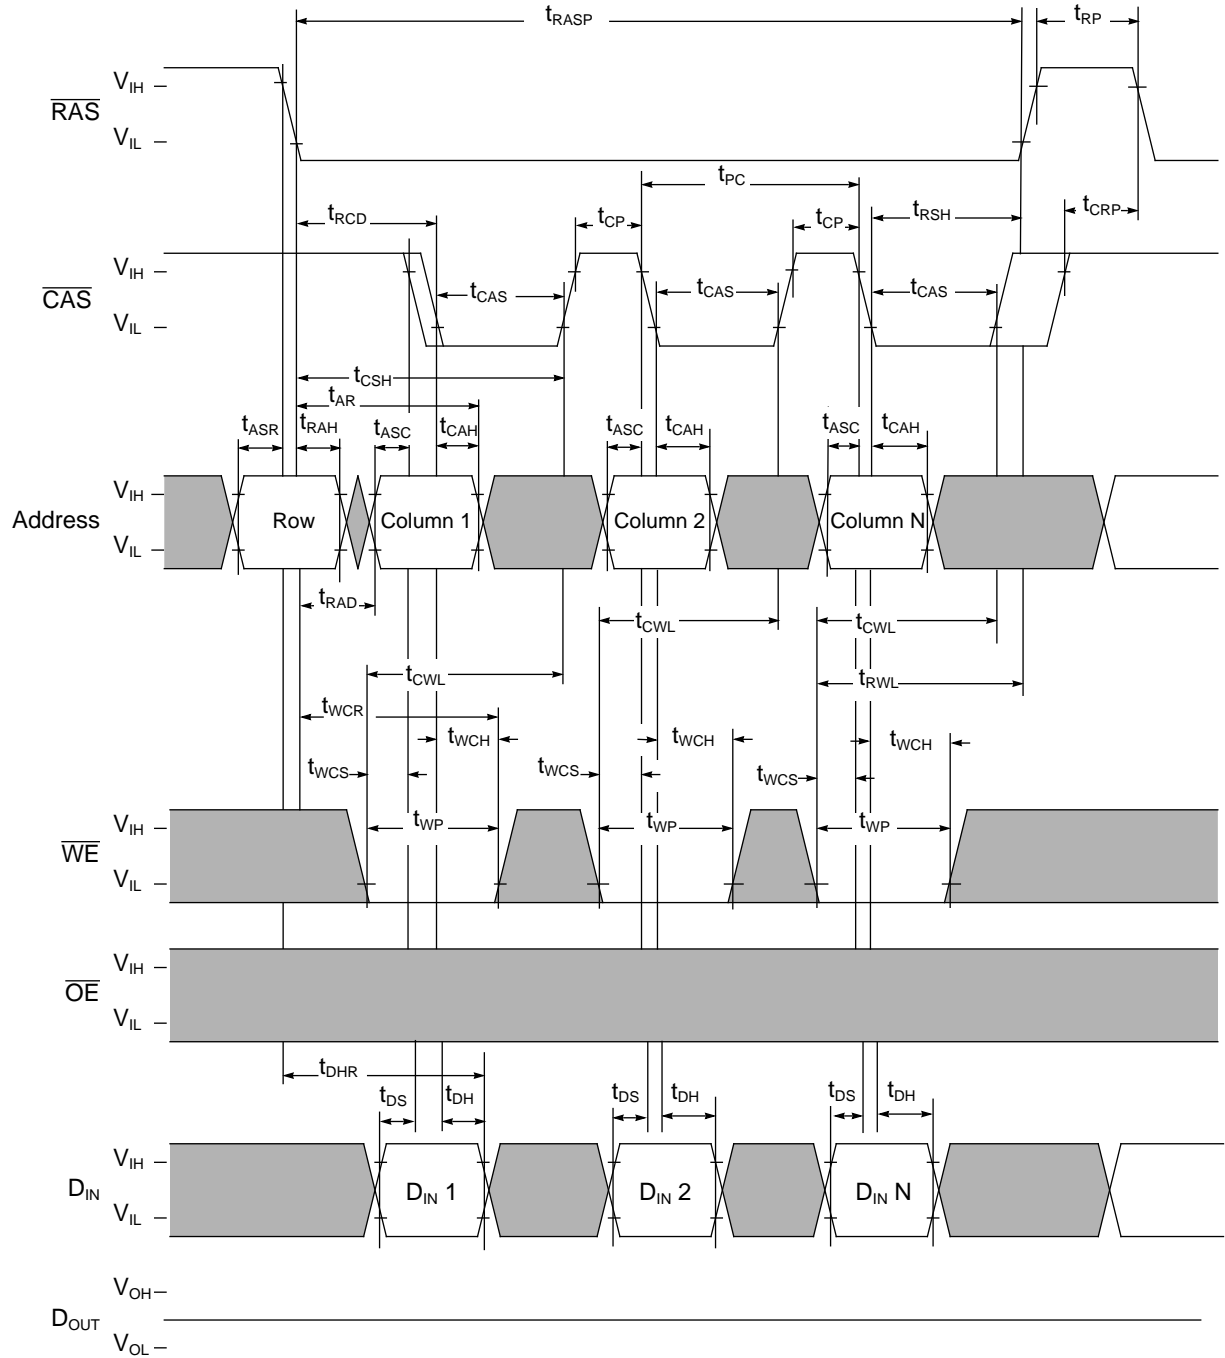 tRASP tRP
VIH
RAS
VIL
tPC
tRCD tCP tCP tRSH tCRP
VIH
CAS
VIL
tCAS tCAS tCAS
tCSH
tAR
tASR tRAH tASC tCAH tASC tCAH tASC tCAH
VIH
Address Row Column 1 Column 2 Column N
VIL
tRAD
tCWL tCWL
tCWL tRWL
tWCR
tWCH tWCH tWCH
tWCS tWCS tWCS
VIH
tWP tWP tWP
WE
VIL
VIH
OE
VIL
tDHR
tDS tDH tDS tDH tDS tDH
VIH
DIN DIN 1 DIN 2 DIN N
VIL
VOH
DOUT
VOL